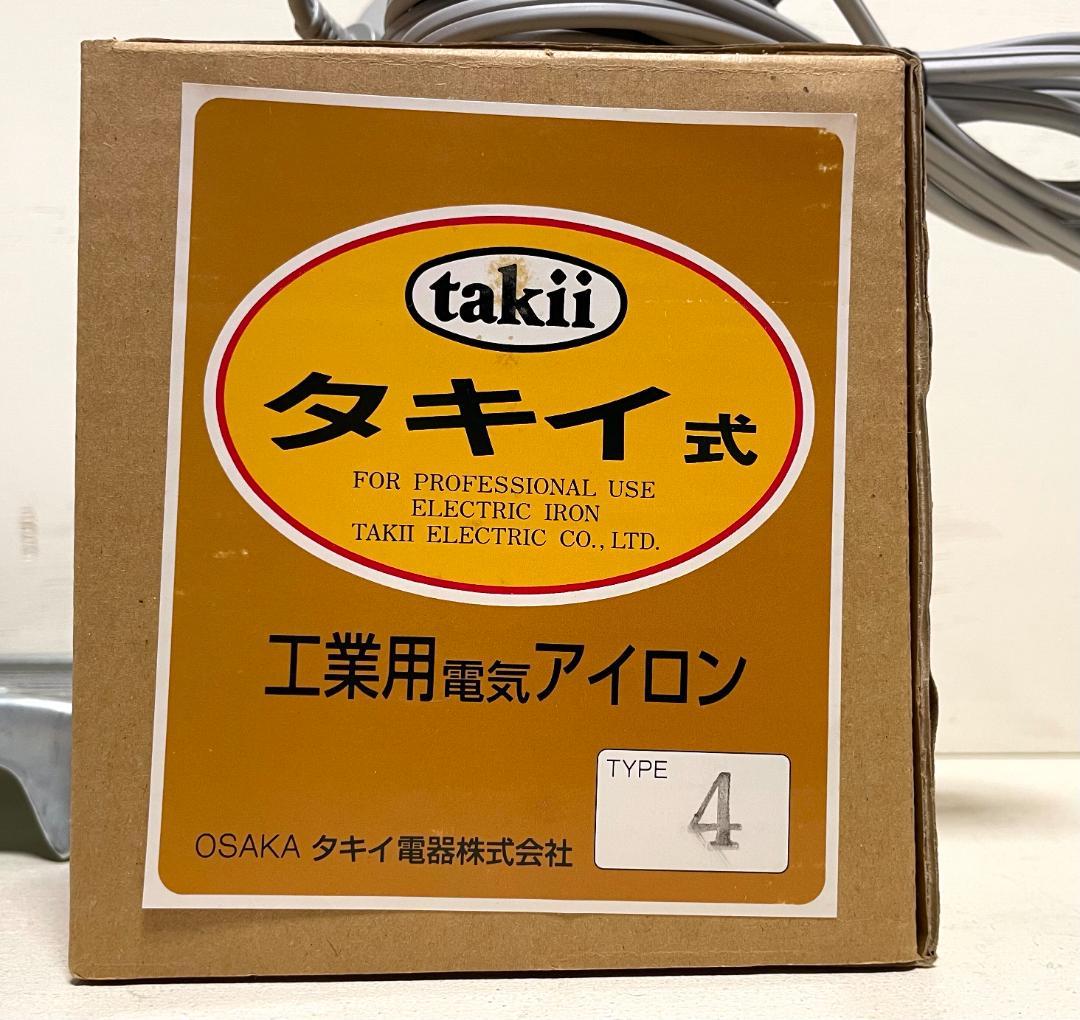 takii
タキイ式
FOR PROFESSIONAL USE
ELECTRIC IRON
TAKII ELECTRIC CO., LTD.
工業用電気アイロン
TYPE
4
OSAKA タキイ電器株式会社